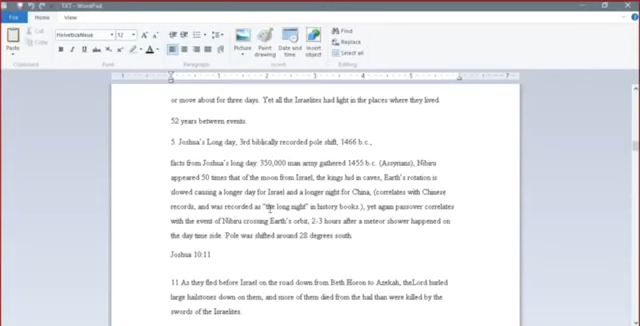 TXT - WordPad
File Home View
Cut
Copy
Paste
HelveticaNeue 12
Picture
Paint drawing
Date and time
Insert object
Find
Replace
Select all
Clipboard Font Paragraph Insert Editing
or move about for three days. Yet all the Israelites had light in the places where they lived
52 years between events.
5. Joshua's Long day, 3rd biblically recorded pole shift, 1466 b.c.,
facts from Joshua's long day: 350,000 man army gathered 1455 b.c. (Assyrians), Nibiru
appeared 50 times that of the moon from Israel, the kings hid in caves, Earth's rotation is
slowed causing a longer day for Israel and a longer night for China, (correlates with Chinese
records, and was recorded as "the long night" in history books.), yet again passover correlates
with the event of Nibiru crossing Earth's orbit, 2-3 hours after a meteor shower happened on
the day time side. Pole was shifted around 28 degrees south
Joshua 10:11
11 As they fled before Israel on the road down from Beth Horon to Azekah, theLord hurled
large hailstones down on them, and more of them died from the hail than were killed by the
swords of the Israelites.